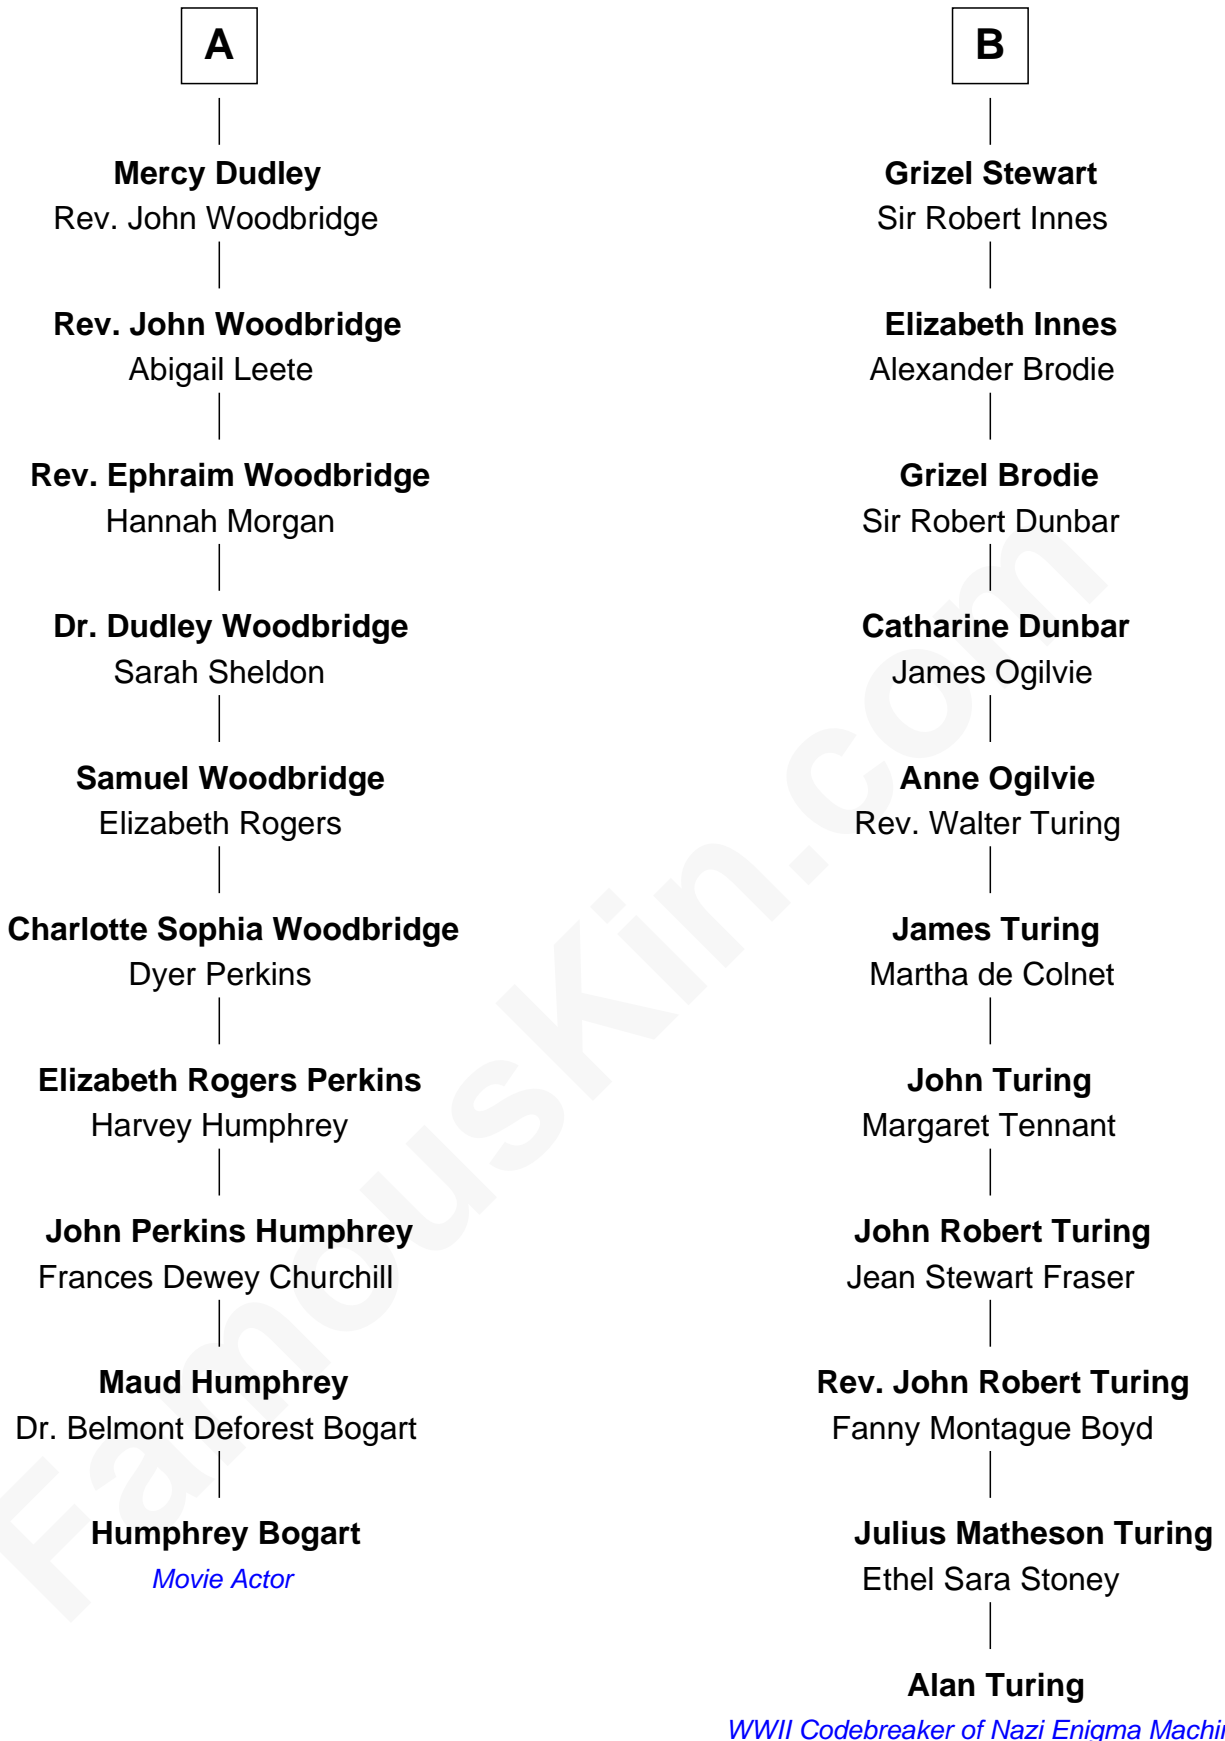 A
Mercy Dudley
Rev. John Woodbridge
Rev. John Woodbridge
Abigail Leete
Rev. Ephraim Woodbridge
Hannah Morgan
Dr. Dudley Woodbridge
Sarah Sheldon
Samuel Woodbridge
Elizabeth Rogers
Charlotte Sophia Woodbridge
Dyer Perkins
Elizabeth Rogers Perkins
Harvey Humphrey
John Perkins Humphrey
Frances Dewey Churchill
Maud Humphrey
Dr. Belmont Deforest Bogart
Humphrey Bogart
Movie Actor
B
Grizel Stewart
Sir Robert Innes
Elizabeth Innes
Alexander Brodie
Grizel Brodie
Sir Robert Dunbar
Catharine Dunbar
James Ogilvie
Anne Ogilvie
Rev. Walter Turing
James Turing
Martha de Colnet
John Turing
Margaret Tennant
John Robert Turing
Jean Stewart Fraser
Rev. John Robert Turing
Fanny Montague Boyd
Julius Matheson Turing
Ethel Sara Stoney
Alan Turing
WWII Codebreaker of Nazi Enigma
FamousKin.com